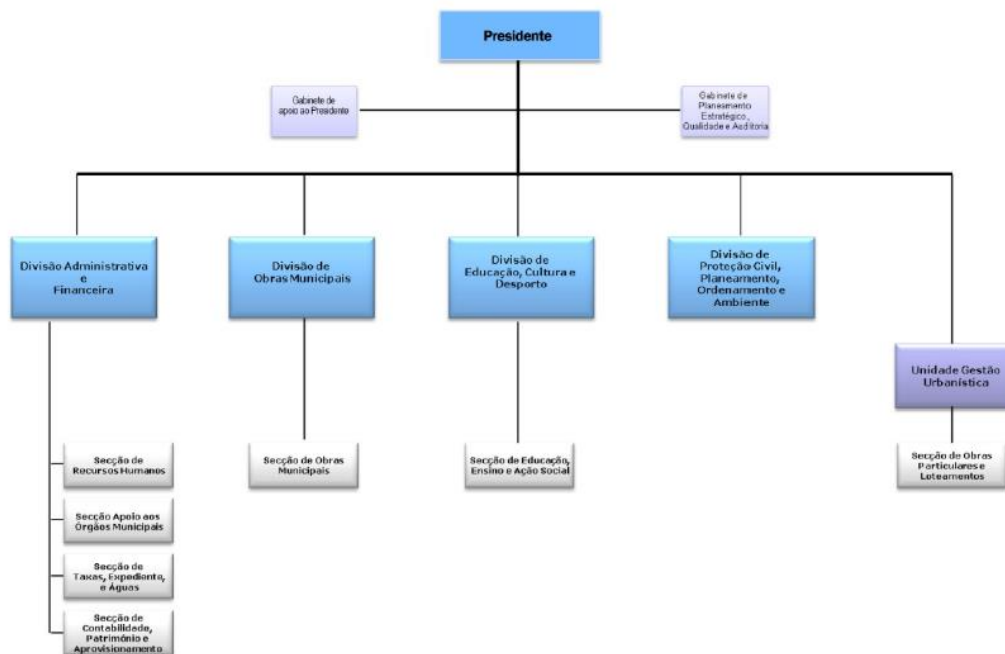 Presidente
Gabinete de
apoio ao Presidente
Gabinete de
Planeamento
Estratégico,
Qualidade e Auditoria
Divisão Administrativa
e
Financeira
Divisão de
Obras Municipais
Divisão de
Educação, Cultura e
Desporto
Divisão de
Proteção Civil,
Planeamento,
Ordenamento e
Ambiente
Unidade Gestão
Urbanística
Secção de
Recursos Humanos
Secção Apoio aos
Órgãos Municipais
Secção de
Taxas, Expediente,
e Águas
Secção de
Contabilidade,
Património e
Aprovisionamento
Secção de Obras
Municipais
Secção de Educação,
Ensino e Ação Social
Secção de Obras
Particulares e
Loteamentos